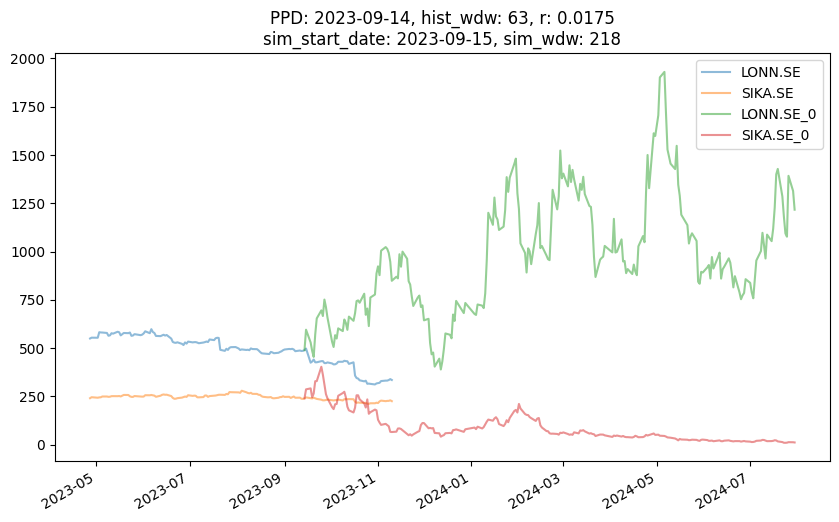 PPD: 2023-09-14, hist_wdw: 63, r: 0.0175
sim_start_date: 2023-09-15, sim_wdw: 218
LONN.SE
SIKA.SE
LONN.SE_0
SIKA.SE_0
2000
1750
1500
1250
1000
750
500
250
0
2023-05
2023-07
2023-09
2023-11
2024-01
2024-03
2024-05
2024-07